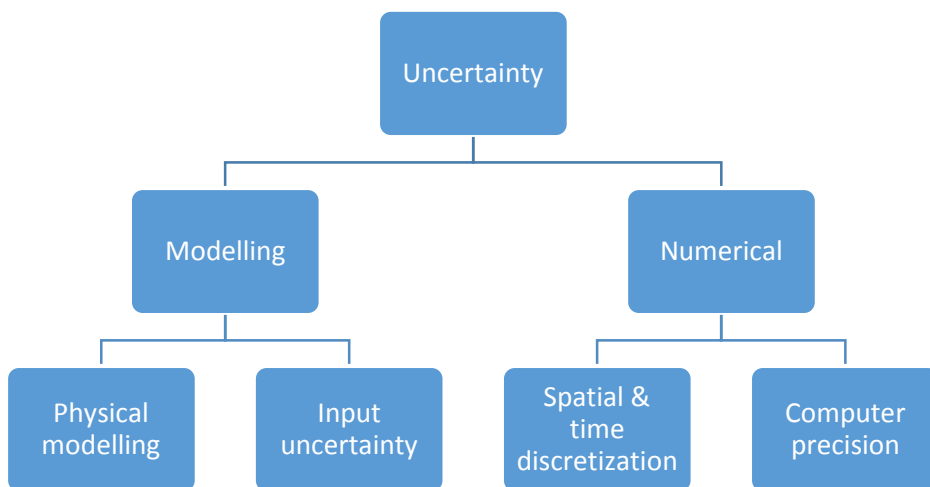 Uncertainty
Modelling
Numerical
Physical
modelling
Input
uncertainty
Spatial &
time
discretization
Computer
precision